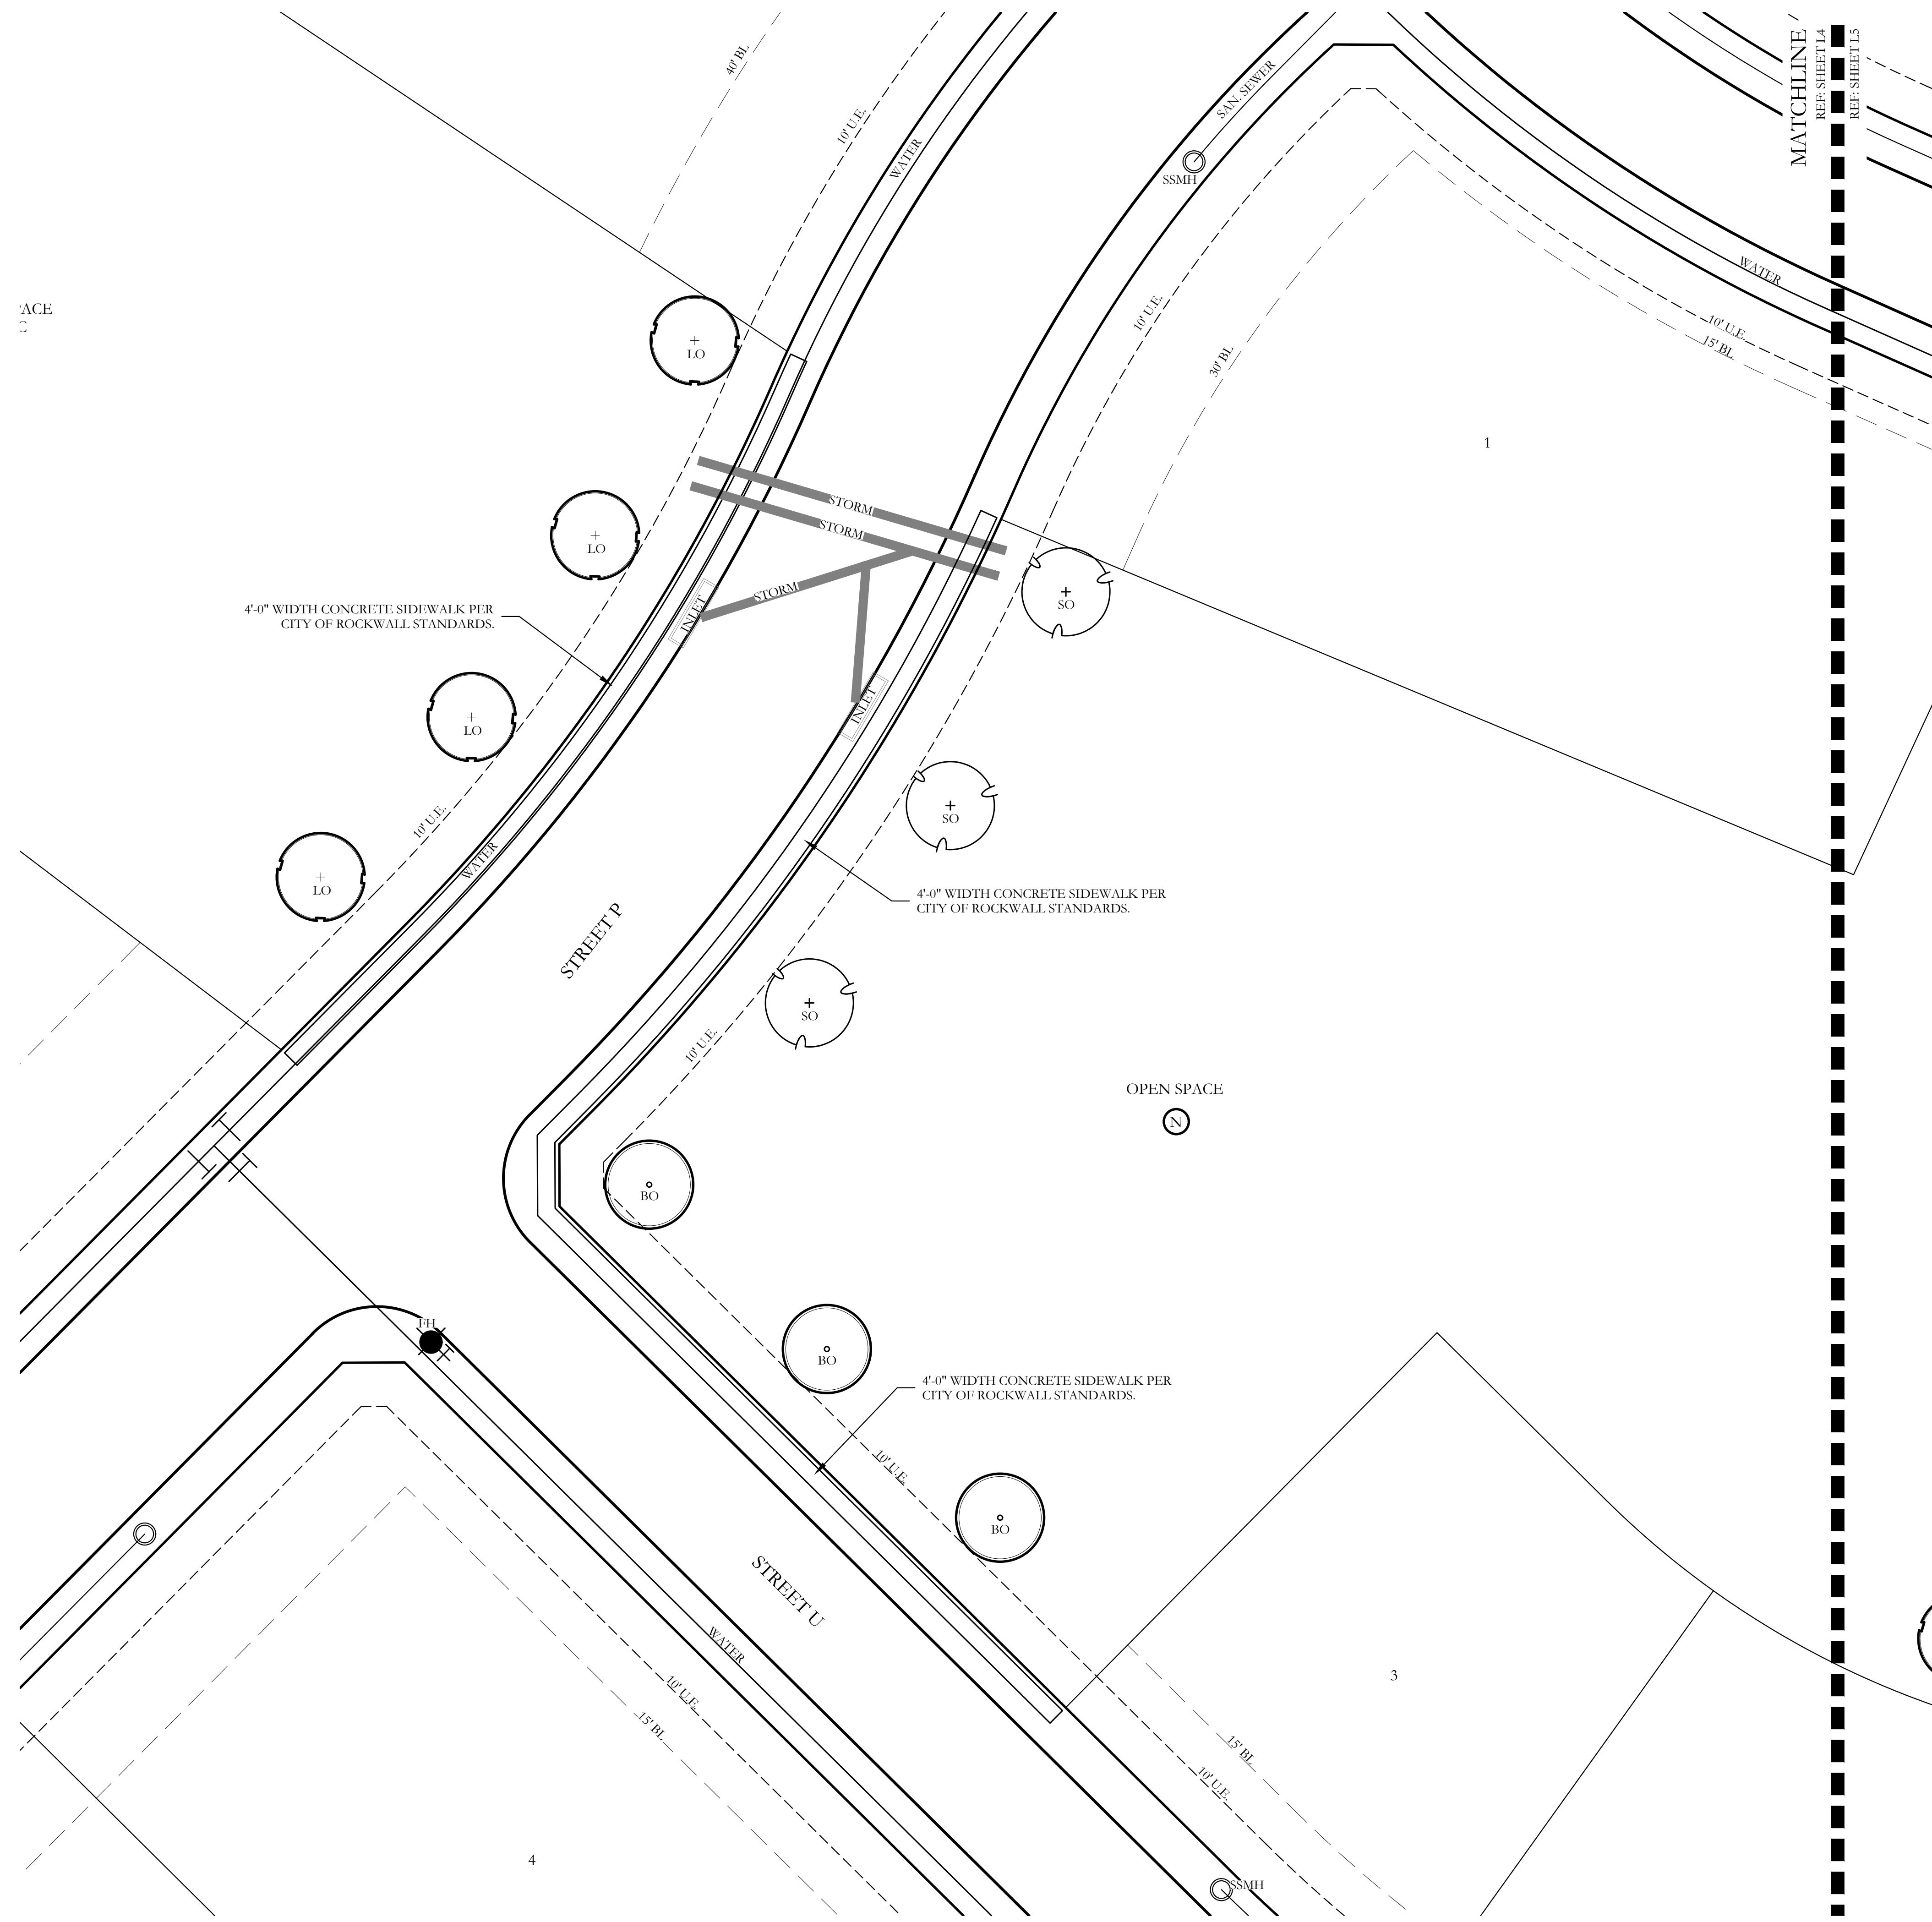 MATCHLINE
REF: SHEET L4
REF: SHEET L5
40' BL
10' U.E.
WATER
SAN. SEWER
SSMH
WATER
10' U.E.
15' BL
10' U.E.
30' BL
1
LO
STORM
STORM
STORM
LO
INLET
INLET
SO
4'-0" WIDTH CONCRETE SIDEWALK PER
CITY OF ROCKWALL STANDARDS.
LO
10' U.E.
WATER
LO
SO
4'-0" WIDTH CONCRETE SIDEWALK PER
CITY OF ROCKWALL STANDARDS.
STREET P
SO
10' U.E.
OPEN SPACE
N
BO
FH
BO
4'-0" WIDTH CONCRETE SIDEWALK PER
CITY OF ROCKWALL STANDARDS.
10' U.E.
BO
STREET U
WATER
10' U.E.
15' BL
3
15' BL
10' U.E.
4
SSMH